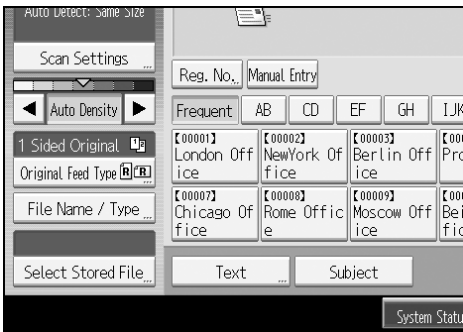 Auto Detect: Same Size
Scan Settings
Reg. No.
Manual Entry
Auto Density
Frequent
AB
CD
EF
GH
IJK
1 Sided Original
Original Feed Type
File Name / Type
【00001】
London Off
ice
【00002】
NewYork Of
fice
【00003】
Berlin Off
ice
【00007】
Chicago Of
fice
【00008】
Rome Offic
e
【00009】
Moscow Off
ice
Select Stored File
Text
Subject
System Statu